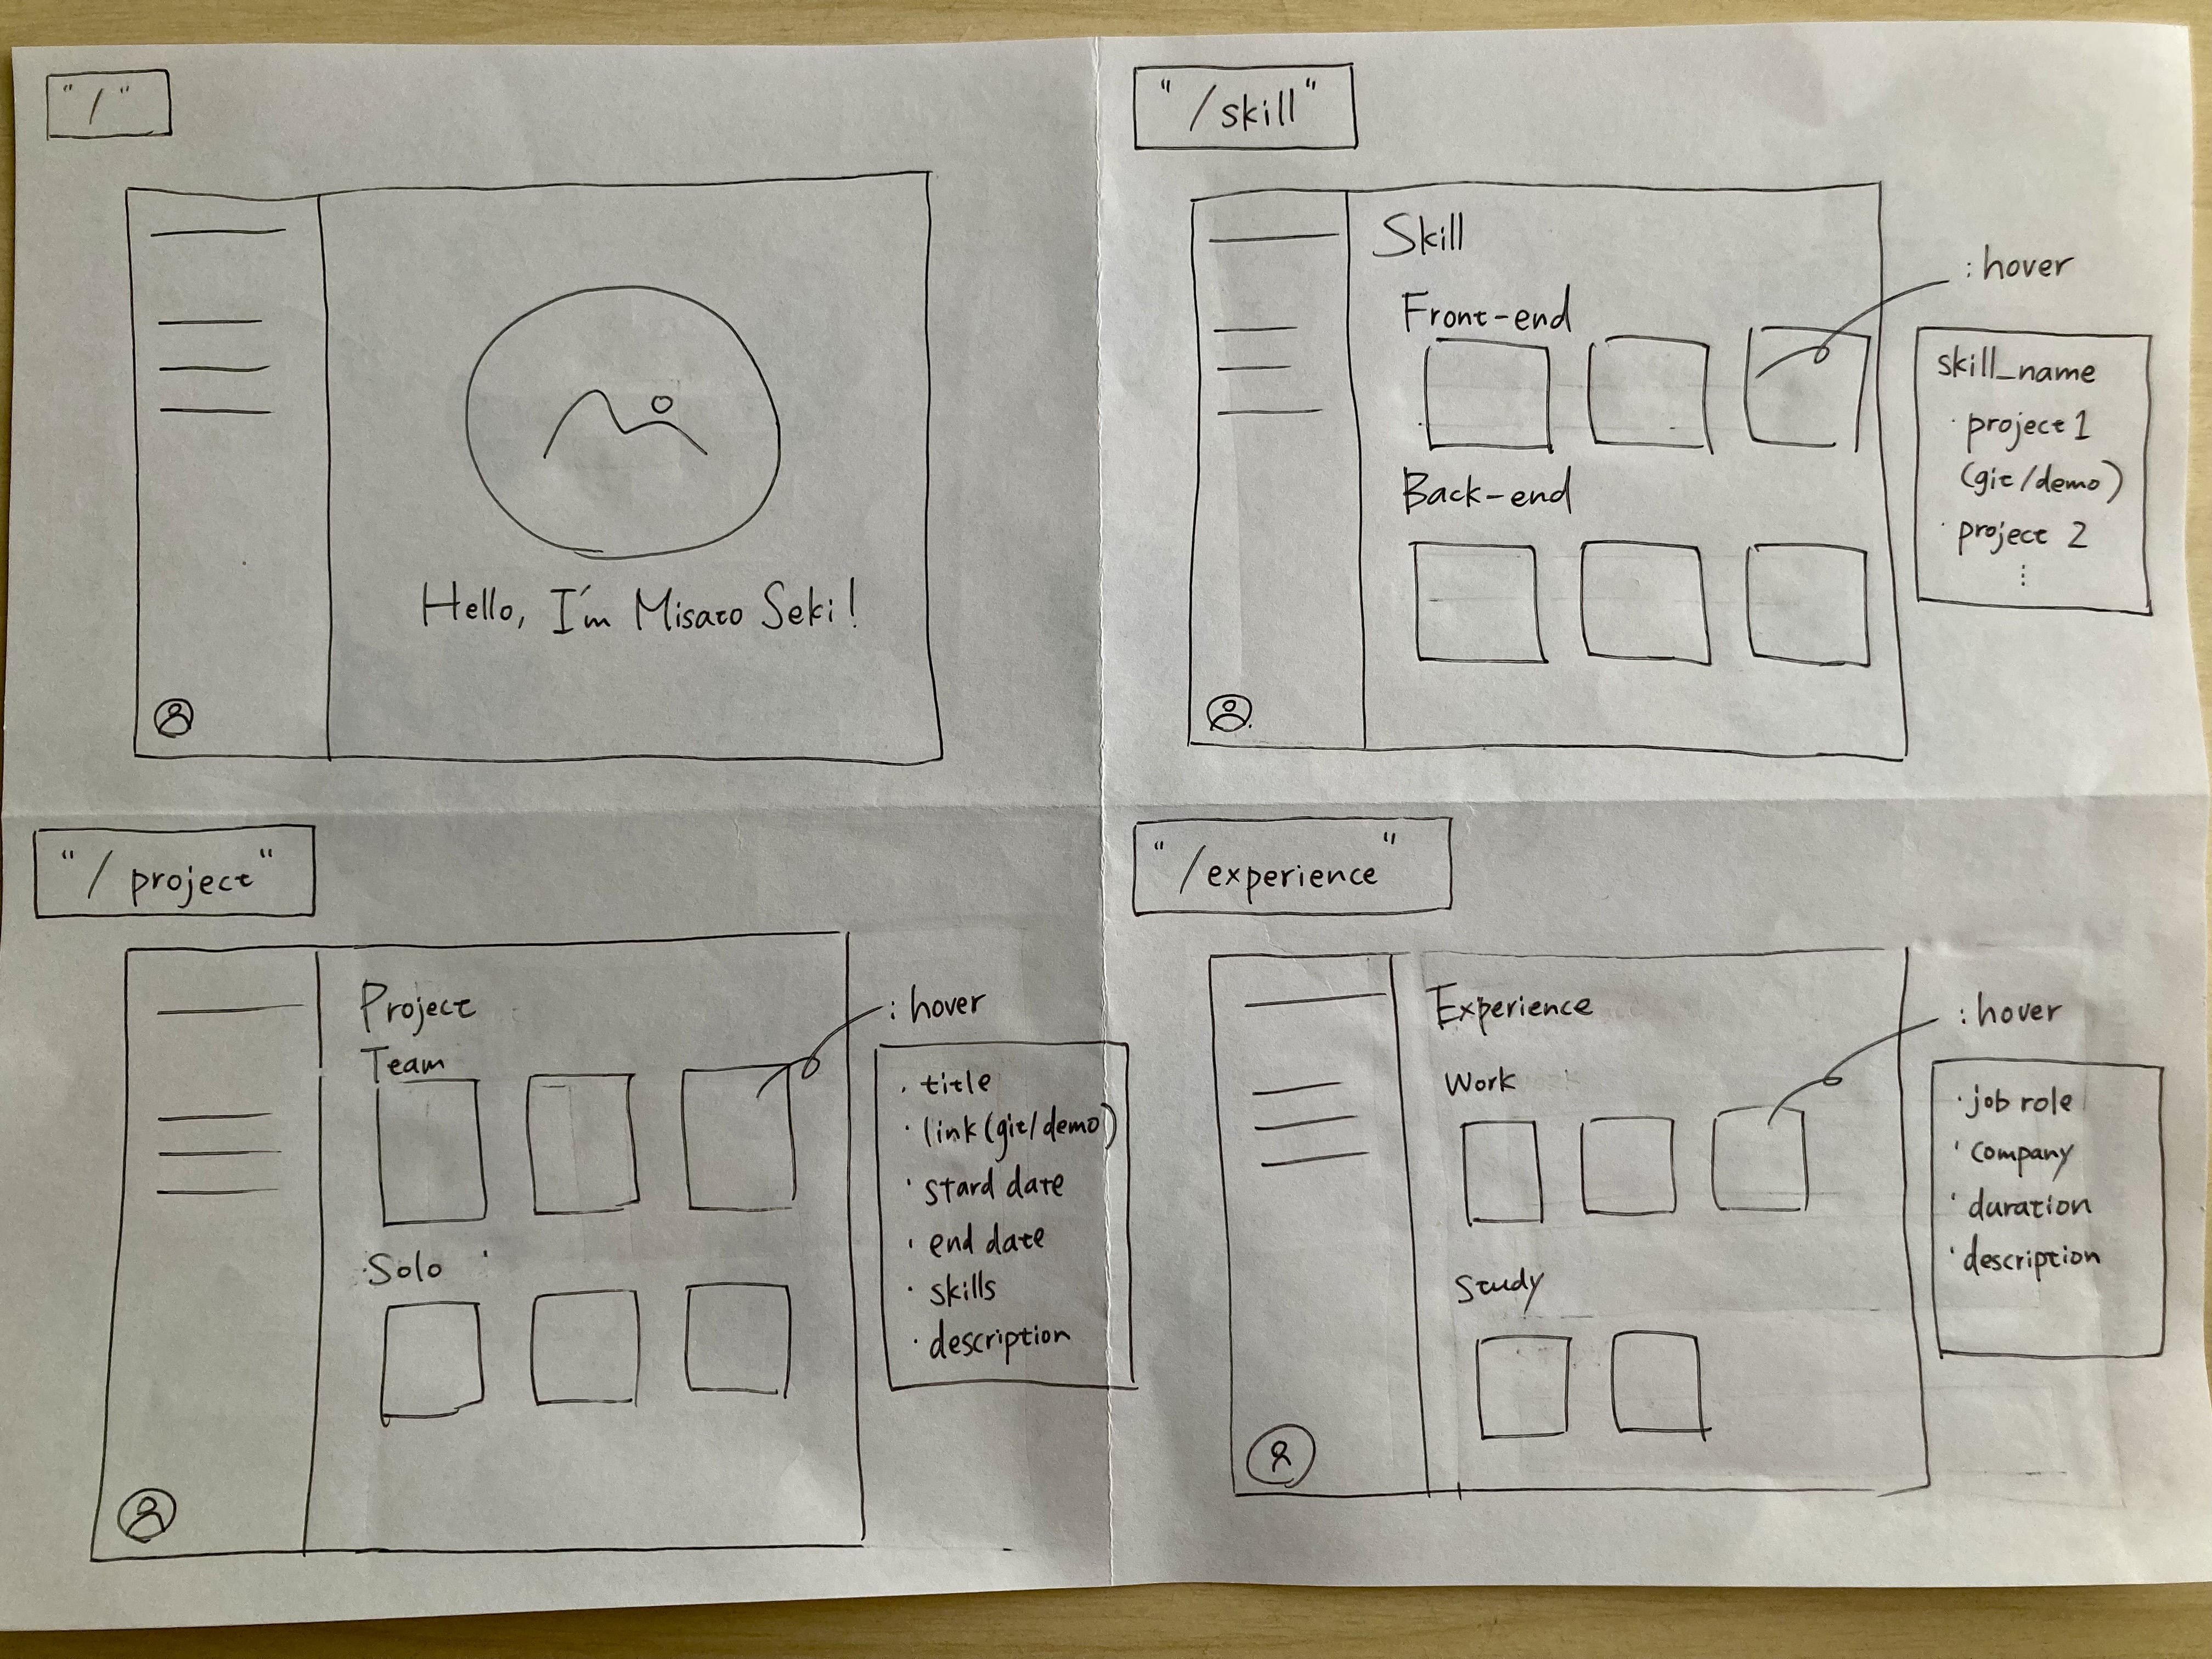 "/"
Hello, I'm Misato Seki!
"/skill"
Skill
Front-end
Back-end
:hover
skill_name
· project 1
(git/demo)
· project 2
⋮
"/project"
Project
Team
Solo
:hover
· title
· link (git/demo)
· stard date
· end date
· skills
· description
"/experience"
Experience
Work
Study
:hover
· job role
· company
· duration
· description